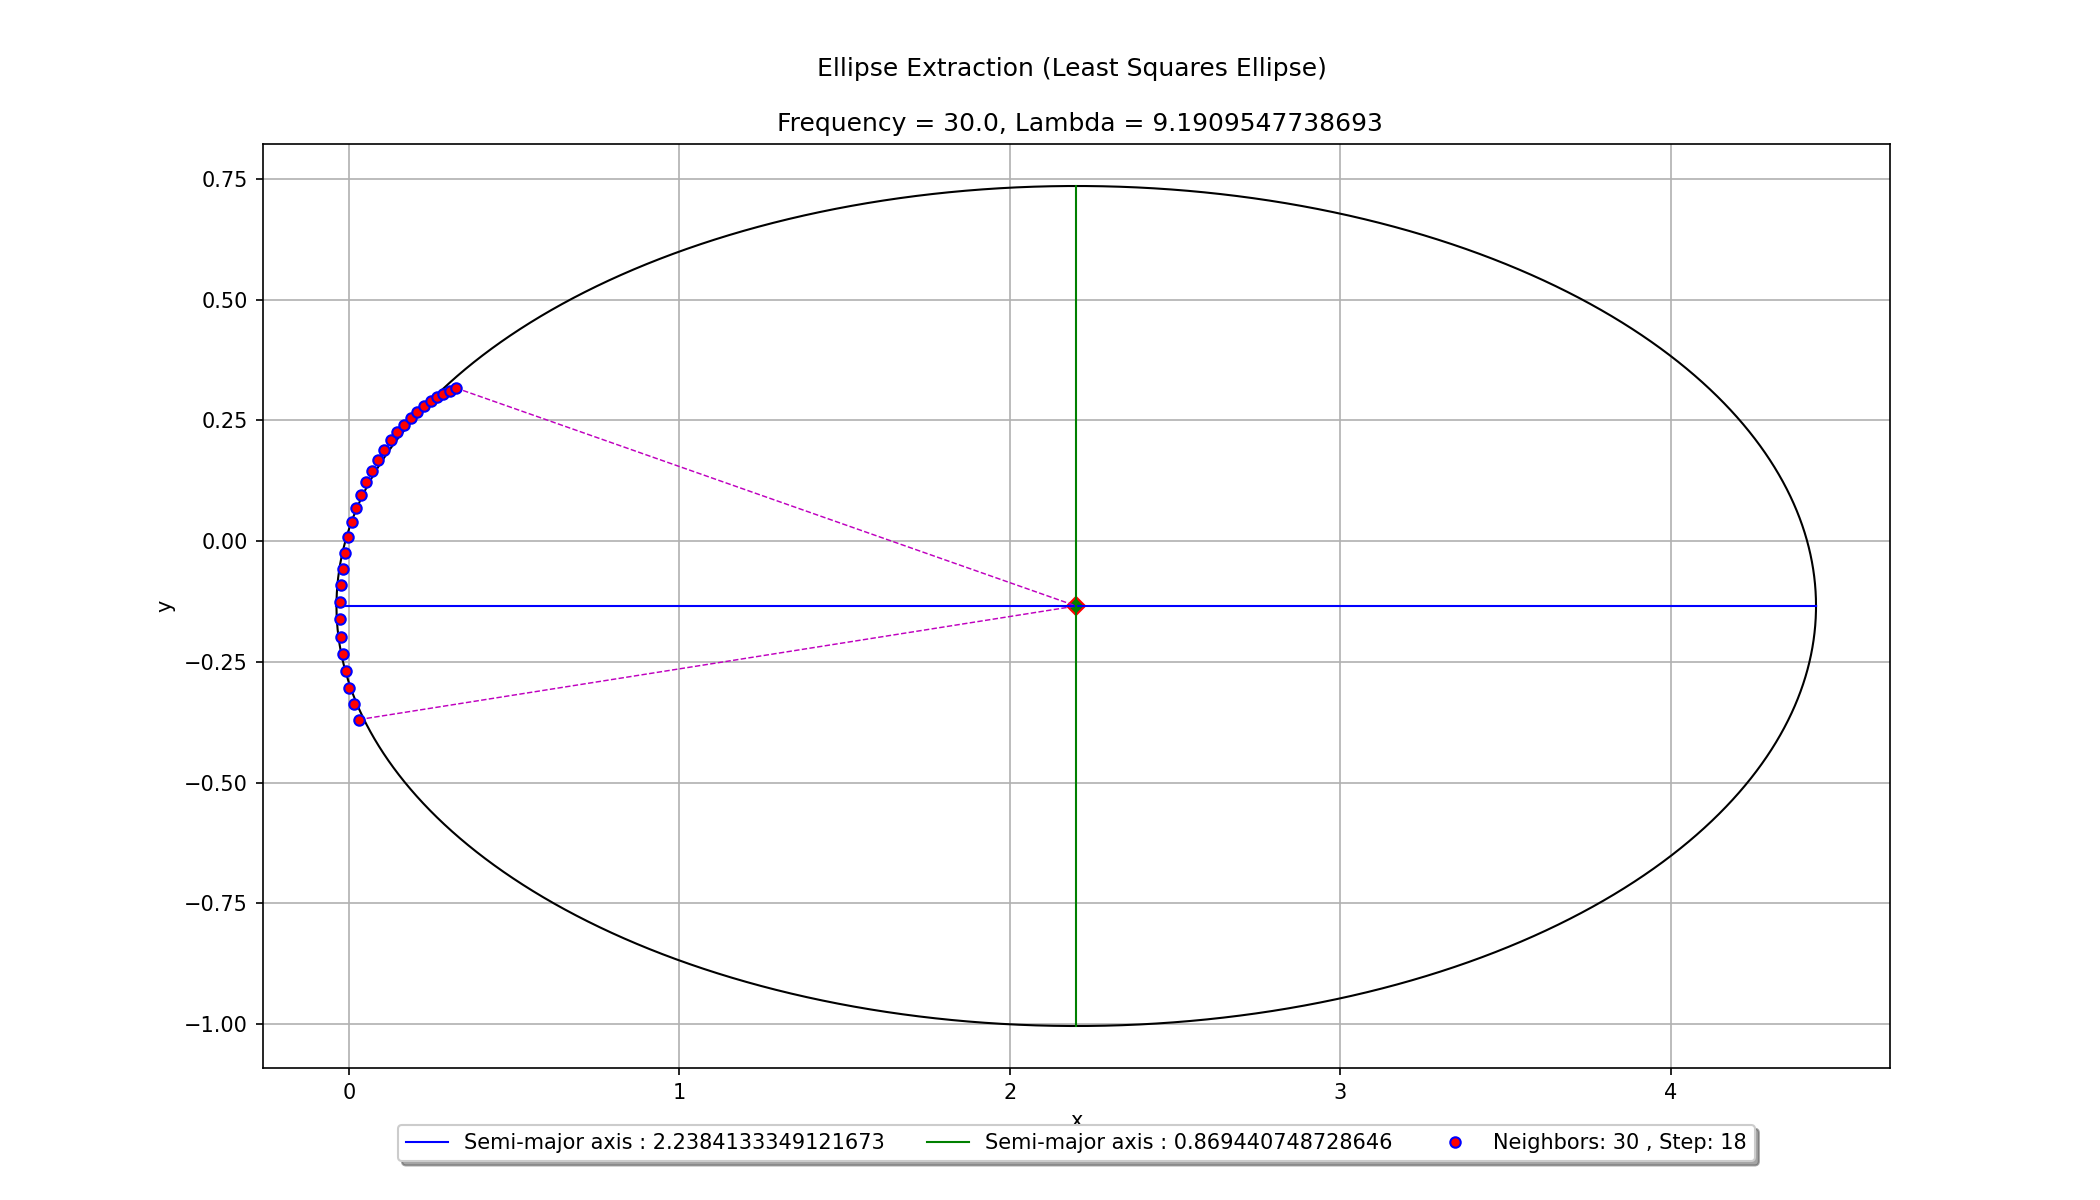 Ellipse Extraction (Least Squares Ellipse)
Frequency = 30.0, Lambda = 9.1909547738693
0.75
0.50
0.25
0.00
−0.25
−0.50
−0.75
−1.00
y
0 1 2 3 4
x
Semi-major axis : 2.2384133349121673 Semi-major axis : 0.869440748728646 Neighbors: 30 , Step: 18